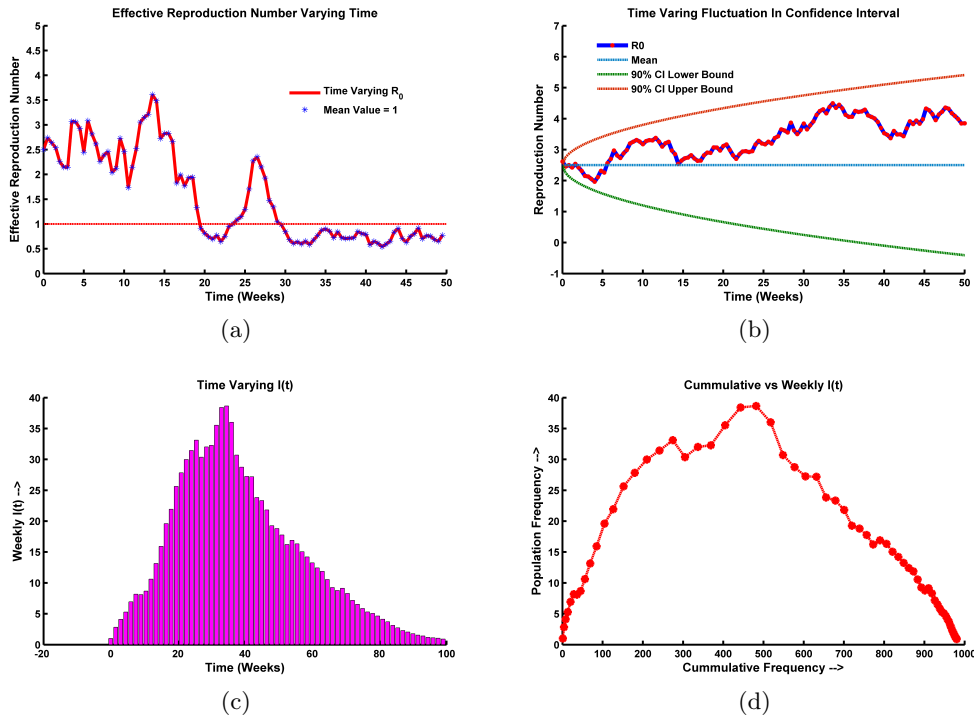 Effective Reproduction Number Varying Time
Effective Reproduction Number
5
4.5
4
3.5
3
2.5
2
1.5
1
0.5
0
Time Varying R0
Mean Value = 1
0 5 10 15 20 25 30 35 40 45 50
Time (Weeks)
(a)
Time Varing Fluctuation In Confidence Interval
Reproduction Number
7
6
5
4
3
2
1
0
-1
R0
Mean
90% CI Lower Bound
90% CI Upper Bound
0 5 10 15 20 25 30 35 40 45 50
Time (Weeks)
(b)
Time Varying I(t)
Weekly I(t) -->
40
35
30
25
20
15
10
5
0
-20 0 20 40 60 80 100
Time (Weeks)
(c)
Cummulative vs Weekly I(t)
Population Frequency -->
40
35
30
25
20
15
10
5
0
0 100 200 300 400 500 600 700 800 900 1000
Cummulative Frequency -->
(d)